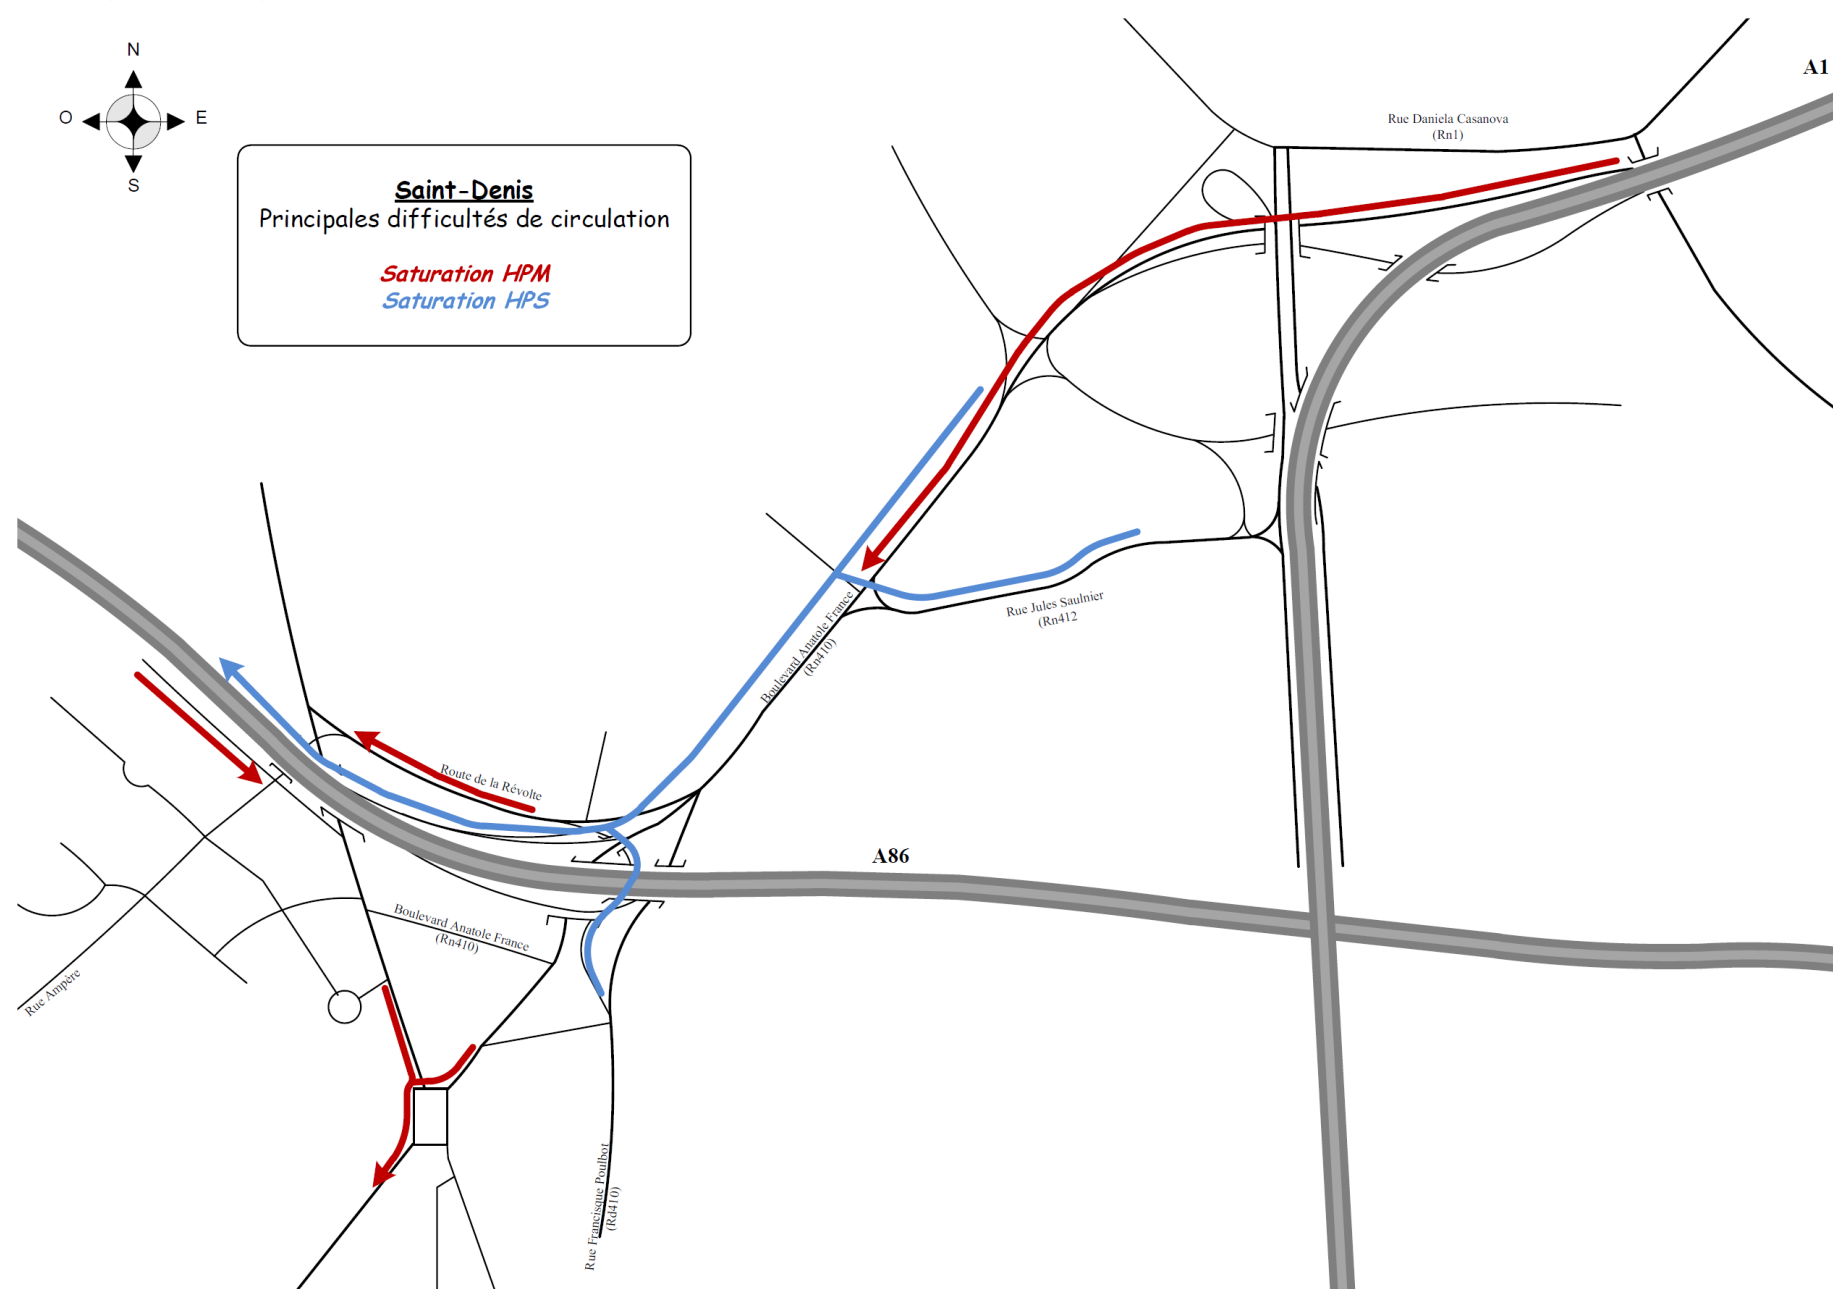 N
O
E
S
Saint-Denis
Principales difficultés de circulation
Saturation HPM
Saturation HPS
A1
Rue Daniela Casanova
(Rn1)
Rue Jules Saulnier
(Rn412
Boulevard Anatole France
(Rn410)
Route de la Révolte
A86
Boulevard Anatole France
(Rn410)
Rue Ampère
Rue Francisque Poulbot
(Rd410)